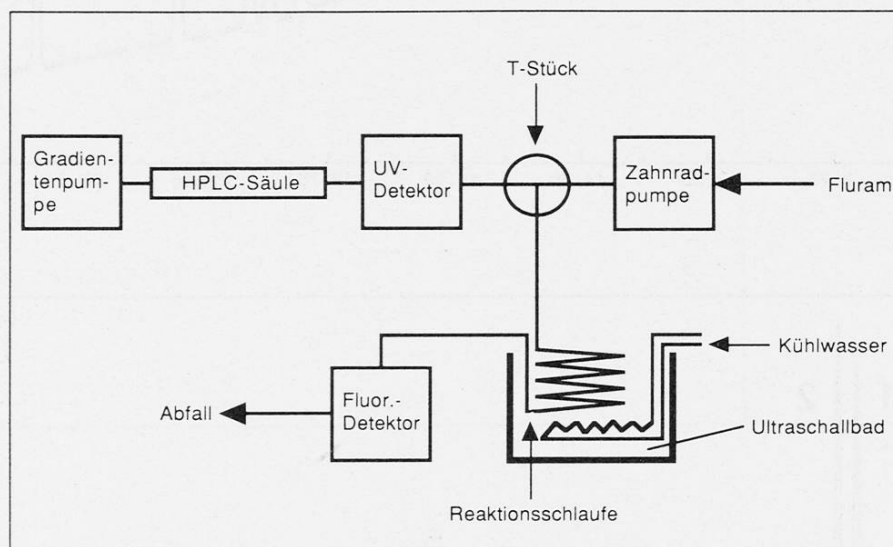 T-Stück
Gradien-
tenpum-
pe
HPLC-Säule
UV-
Detektor
Zahnrad-
pumpe
Fluram
Kühlwasser
Fluor.-
Detektor
Abfall
Ultraschallbad
Reaktionsschlaufe